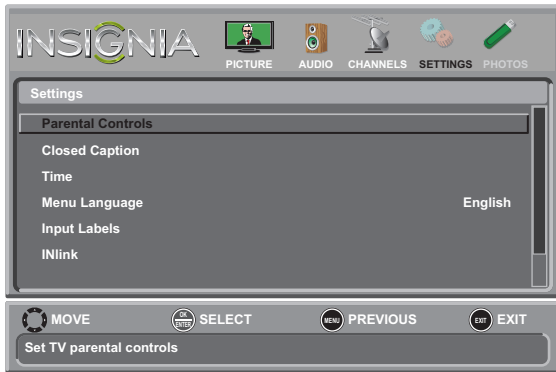 INSIGNIA
PICTURE AUDIO CHANNELS SETTINGS PHOTOS
Settings
Parental Controls
Closed Caption
Time
Menu Language English
Input Labels
INlink
MOVE OK ENTER SELECT MENU PREVIOUS EXIT EXIT
Set TV parental controls